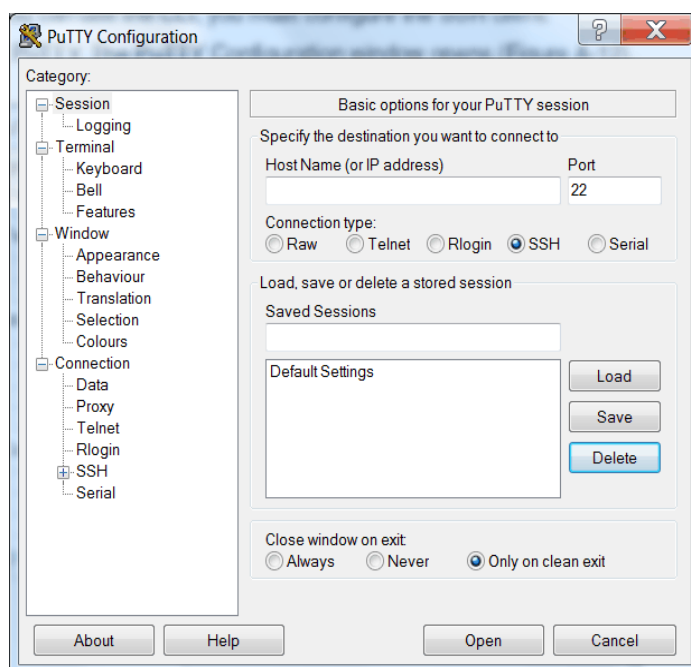 PuTTY Configuration
Category:
Session
Logging
Terminal
Keyboard
Bell
Features
Window
Appearance
Behaviour
Translation
Selection
Colours
Connection
Data
Proxy
Telnet
Rlogin
SSH
Serial
Basic options for your PuTTY session
Specify the destination you want to connect to
Host Name (or IP address) Port
22
Connection type:
Raw Telnet Rlogin SSH Serial
Load, save or delete a stored session
Saved Sessions
Default Settings
Load
Save
Delete
Close window on exit:
Always Never Only on clean exit
About Help Open Cancel